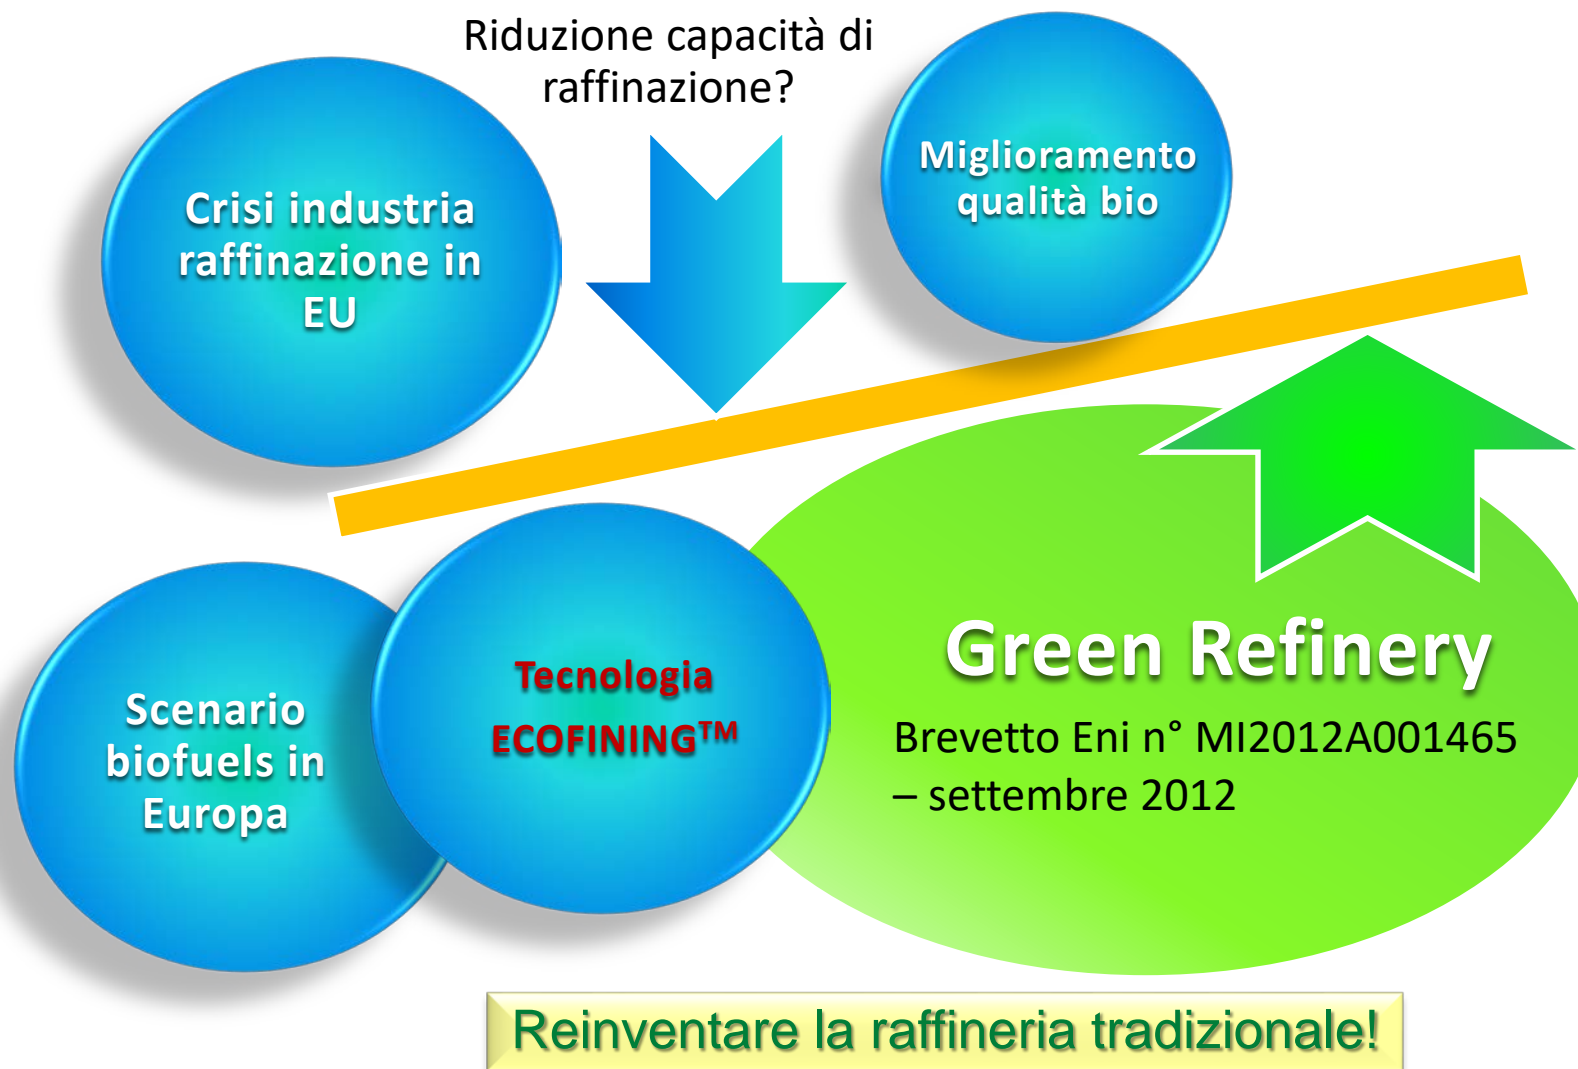 Riduzione capacità di
raffinazione?
Crisi industria
raffinazione in
EU
Miglioramento
qualità bio
Scenario
biofuels in
Europa
Tecnologia
ECOFINING™
Green Refinery
Brevetto Eni n° MI2012A001465
– settembre 2012
Reinventare la raffineria tradizionale!